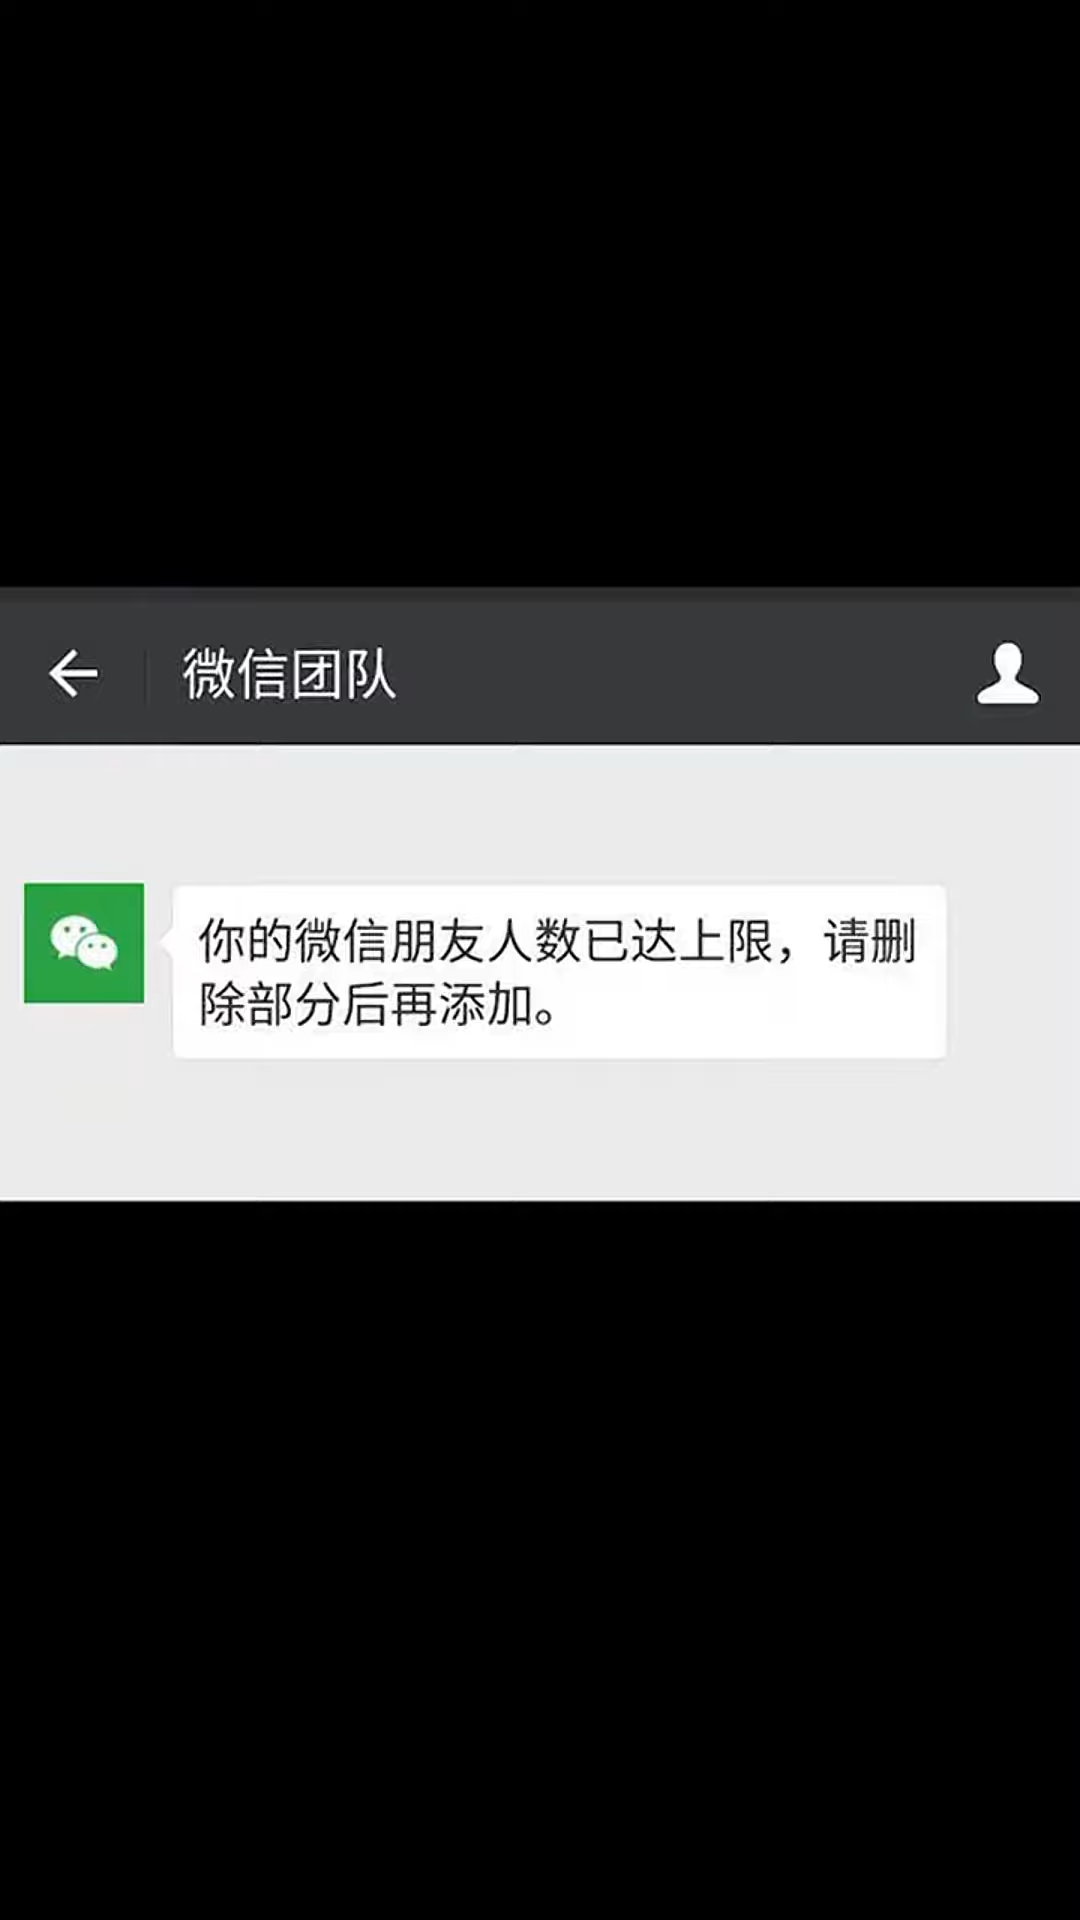 微信团队
你的微信朋友人数已达上限，请删
除部分后再添加。